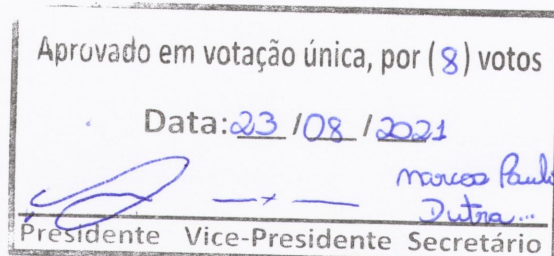 Aprovado em votação única, por (8) votos
Data: 23 / 08 / 2021
Marcos Paulo
Dutra...
Presidente Vice-Presidente Secretário